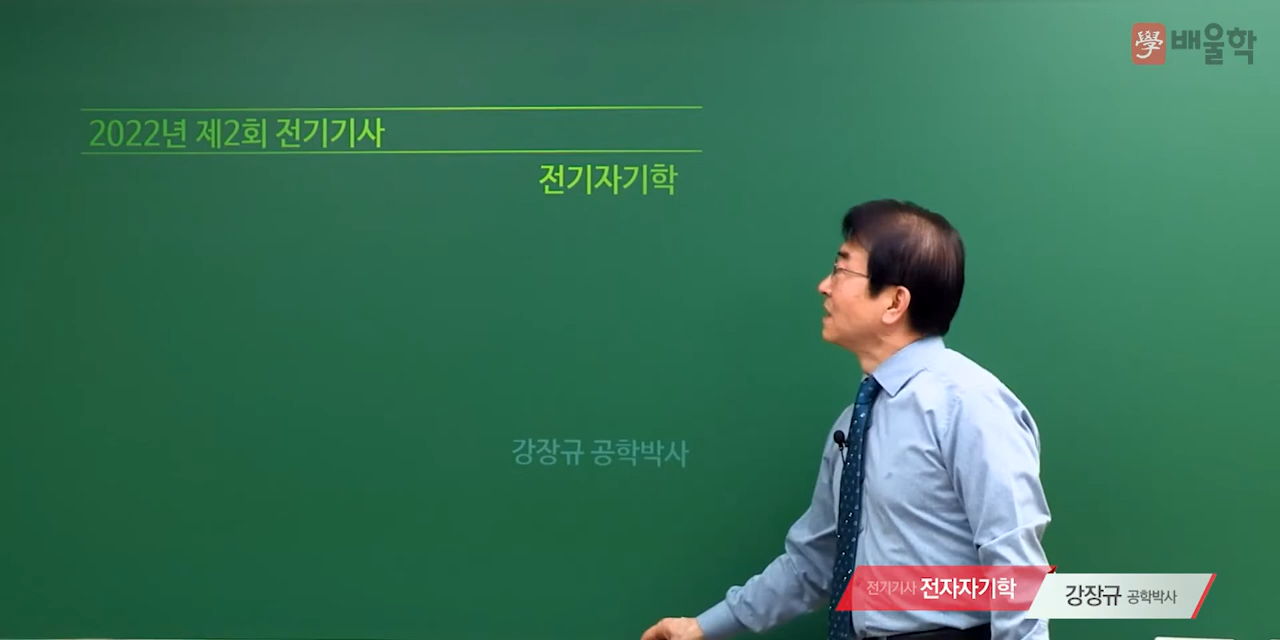 學 배울학
2022년 제2회 전기기사
전기자기학
강장규 공학박사
전기기사 전자자기학 강장규 공학박사